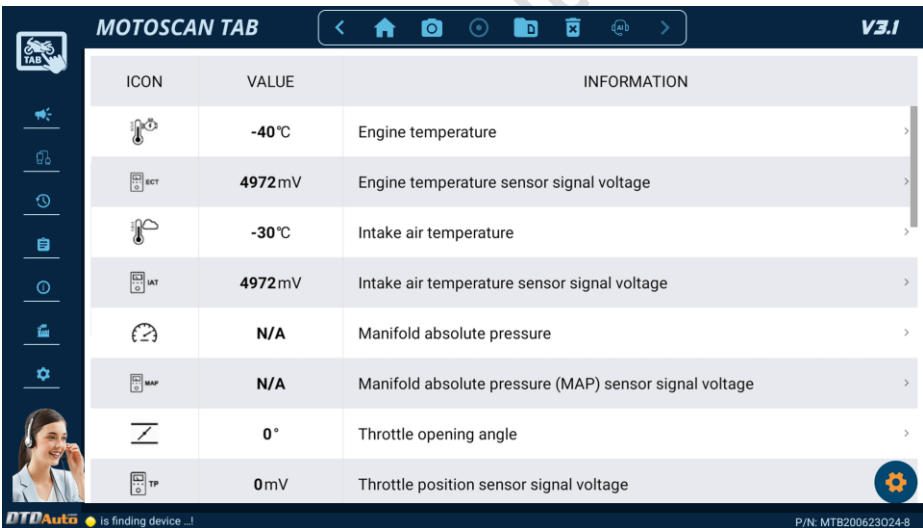 MOTOSCAN TAB
V3.1
TAB
ICON VALUE INFORMATION
-40°C Engine temperature
ECT 4972mV Engine temperature sensor signal voltage
-30°C Intake air temperature
IAT 4972mV Intake air temperature sensor signal voltage
N/A Manifold absolute pressure
MAP N/A Manifold absolute pressure (MAP) sensor signal voltage
0° Throttle opening angle
TP 0mV Throttle position sensor signal voltage
DTDAuto is finding device ...! P/N: MTB200623O24-8